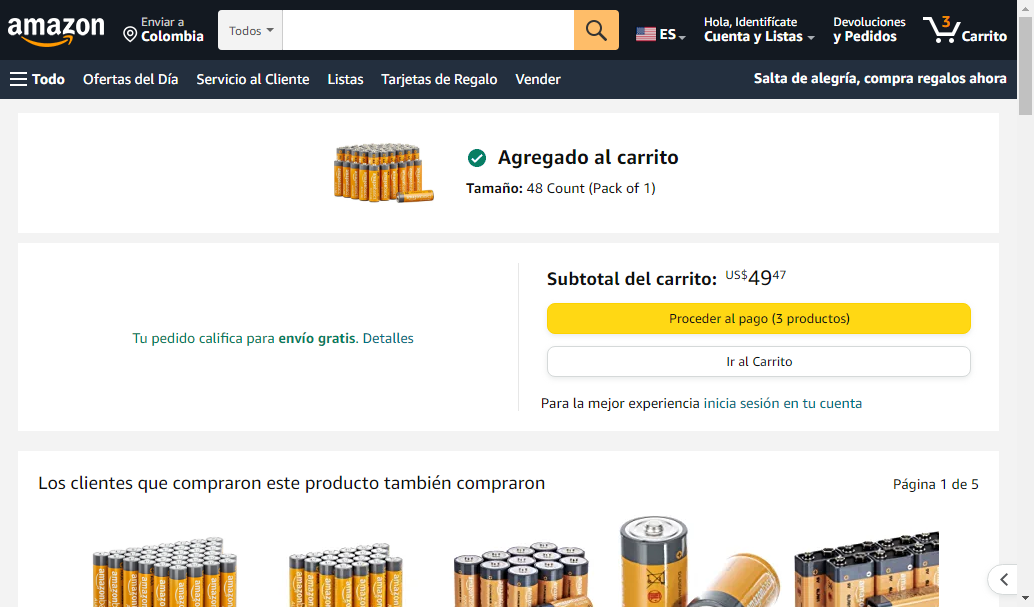 amazon
Enviar a
Colombia
Todos
ES
Hola, Identifícate
Cuenta y Listas
Devoluciones
y Pedidos
3
Carrito
Todo
Ofertas del Día
Servicio al Cliente
Listas
Tarjetas de Regalo
Vender
Salta de alegría, compra regalos ahora
Agregado al carrito
Tamaño: 48 Count (Pack of 1)
Tu pedido califica para envío gratis. Detalles
Subtotal del carrito: US$49 47
Proceder al pago (3 productos)
Ir al Carrito
Para la mejor experiencia inicia sesión en tu cuenta
Los clientes que compraron este producto también compraron
Página 1 de 5